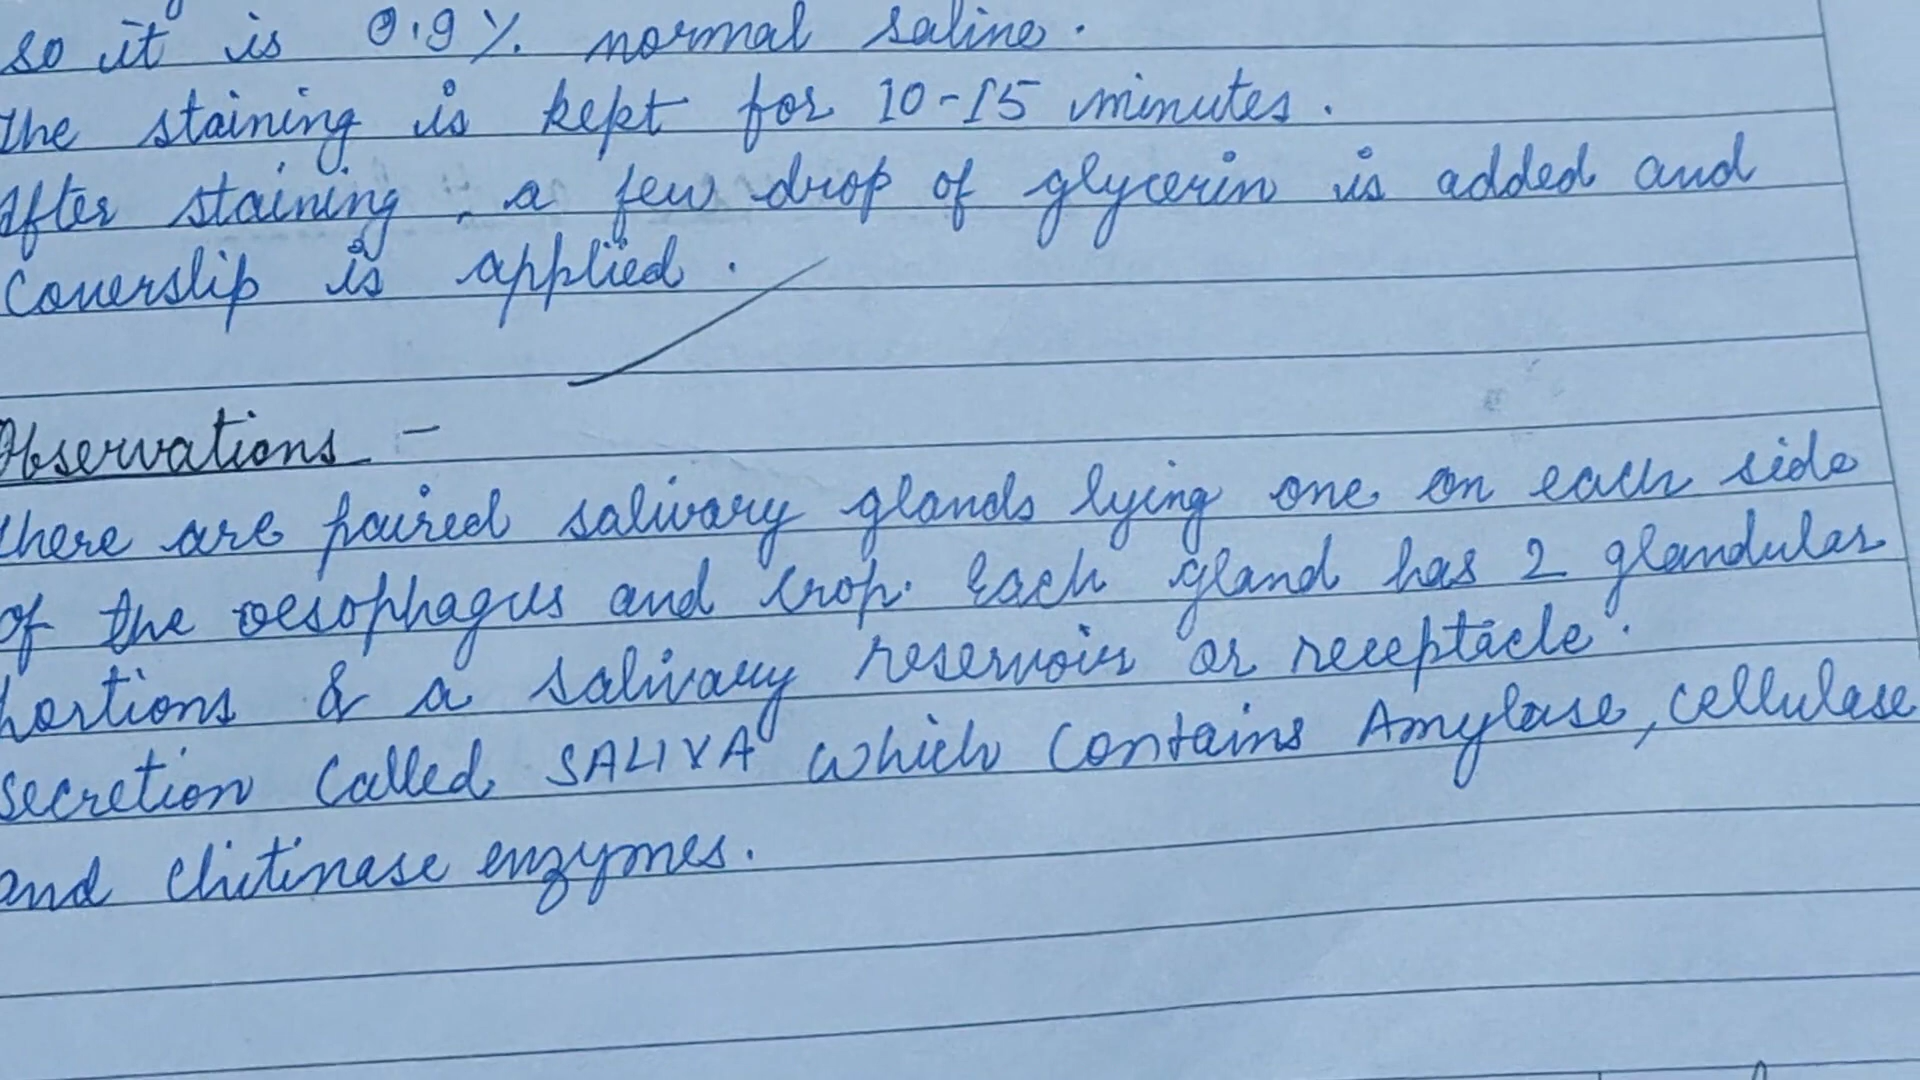 so it is 0.9% normal saline.
The staining is kept for 10-15 minutes.
After staining, a few drop of glycerin is added and
coverslip is applied.
Observations -
there are paired salivary glands lying one on each side
of the oesophagus and crop. Each gland has 2 glandular
portions & a salivary reservoir or receptacle.
secretion called SALIVA which contains Amylase, cellulase
and chitinase enzymes.